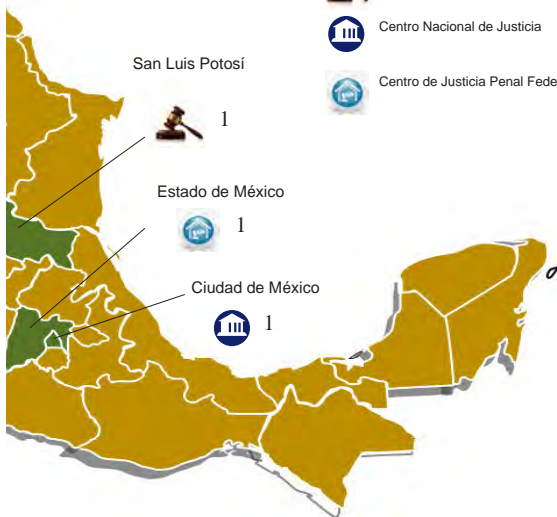 Centro Nacional de Justicia
San Luis Potosí
Centro de Justicia Penal Fede
1
Estado de México
1
Ciudad de México
1